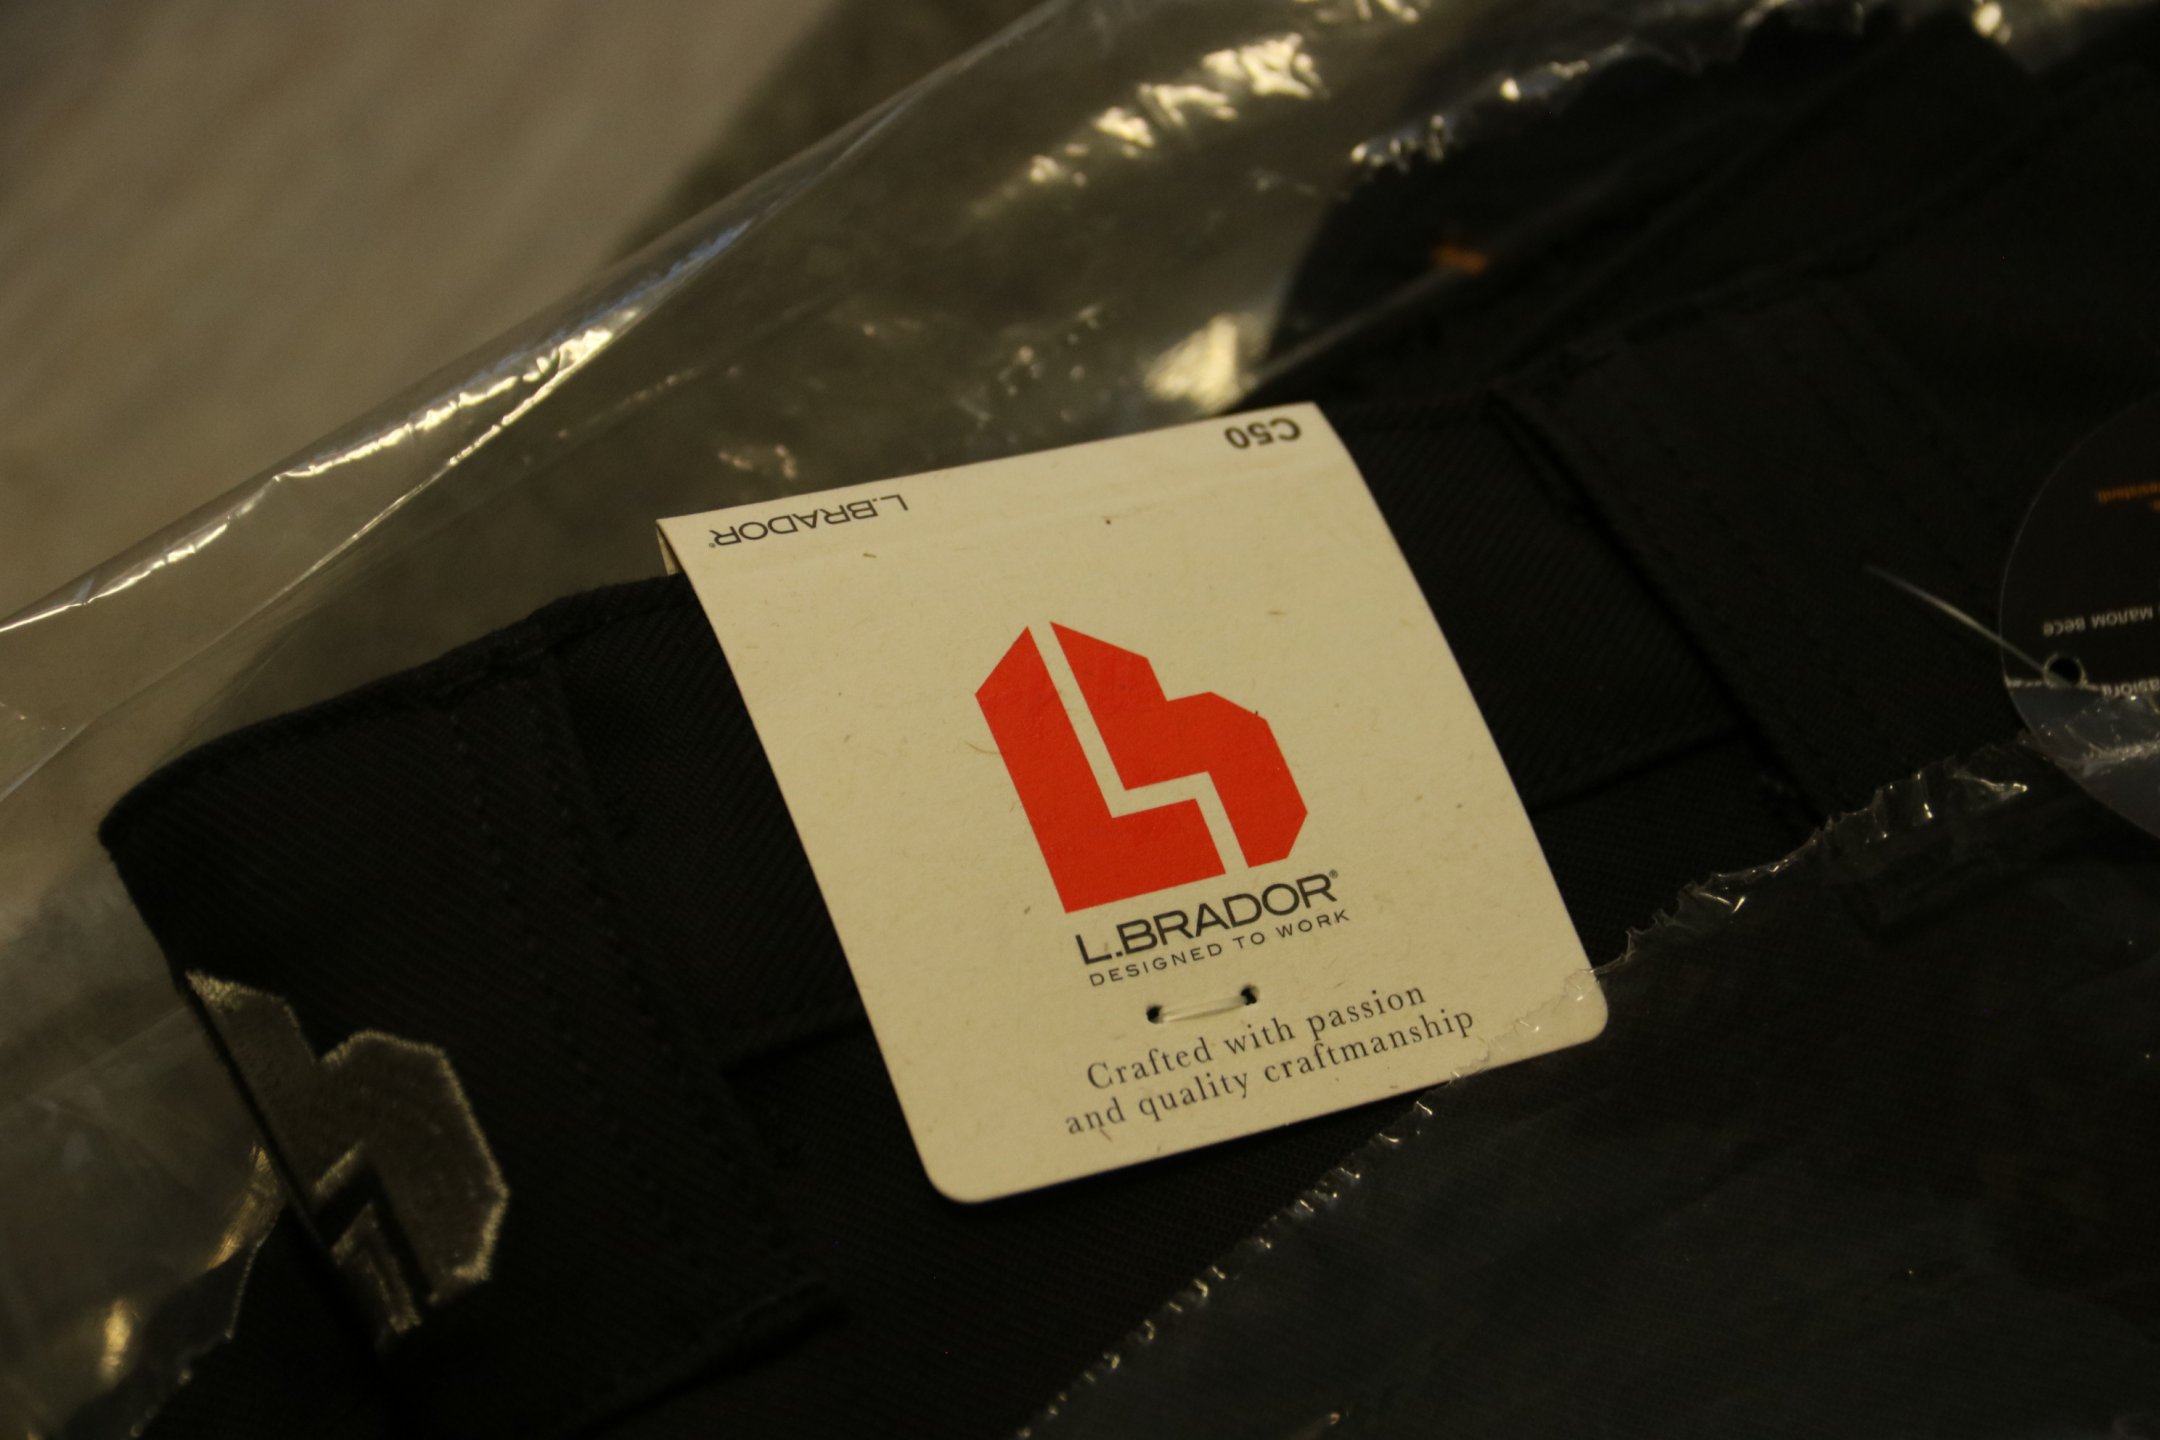 C50
L.BRADOR®
L.BRADOR®
DESIGNED TO WORK
Crafted with passion
and quality craftmanship
малом весе